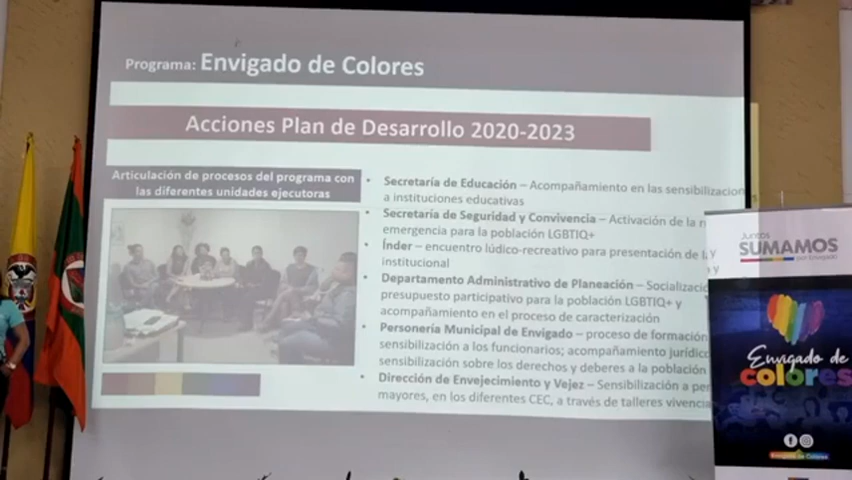 Programa: Envigado de Colores
Acciones Plan de Desarrollo 2020-2023
Articulación de procesos del programa con
las diferentes unidades ejecutoras
• Secretaría de Educación – Acompañamiento en las sensibilizacion
a instituciones educativas
• Secretaría de Seguridad y Convivencia – Activación de la
emergencia para la población LGBTIQ+
• Índer – encuentro lúdico-recreativo para presentación de
institucional
• Departamento Administrativo de Planeación – Socializació
presupuesto participativo para la población LGBTIQ+ y
acompañamiento en el proceso de caracterización
• Personería Municipal de Envigado – proceso de formación
sensibilización a los funcionarios; acompañamiento jurídico
sensibilización sobre los derechos y deberes a la población
• Dirección de Envejecimiento y Vejez – Sensibilización a per
mayores, en los diferentes CEC, a través de talleres vivencia
Juntos
SUMAMOS
por Envigado
Envigado de
colores
Envigado de Colores